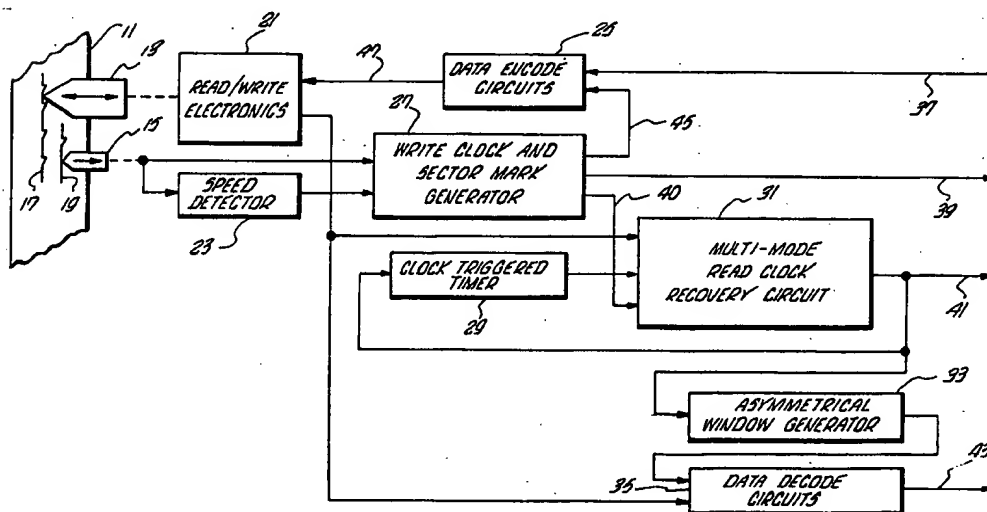 11
13
21
READ/WRITE
ELECTRONICS
47
25
DATA ENCODE
CIRCUITS
37
45
15
27
WRITE CLOCK AND
SECTOR MARK
GENERATOR
39
17
19
SPEED
DETECTOR
23
40
31
MULTI-MODE
READ CLOCK
RECOVERY CIRCUIT
41
CLOCK TRIGGERED
TIMER
29
33
ASYMMETRICAL
WINDOW GENERATOR
35
DATA DECODE
CIRCUITS
43